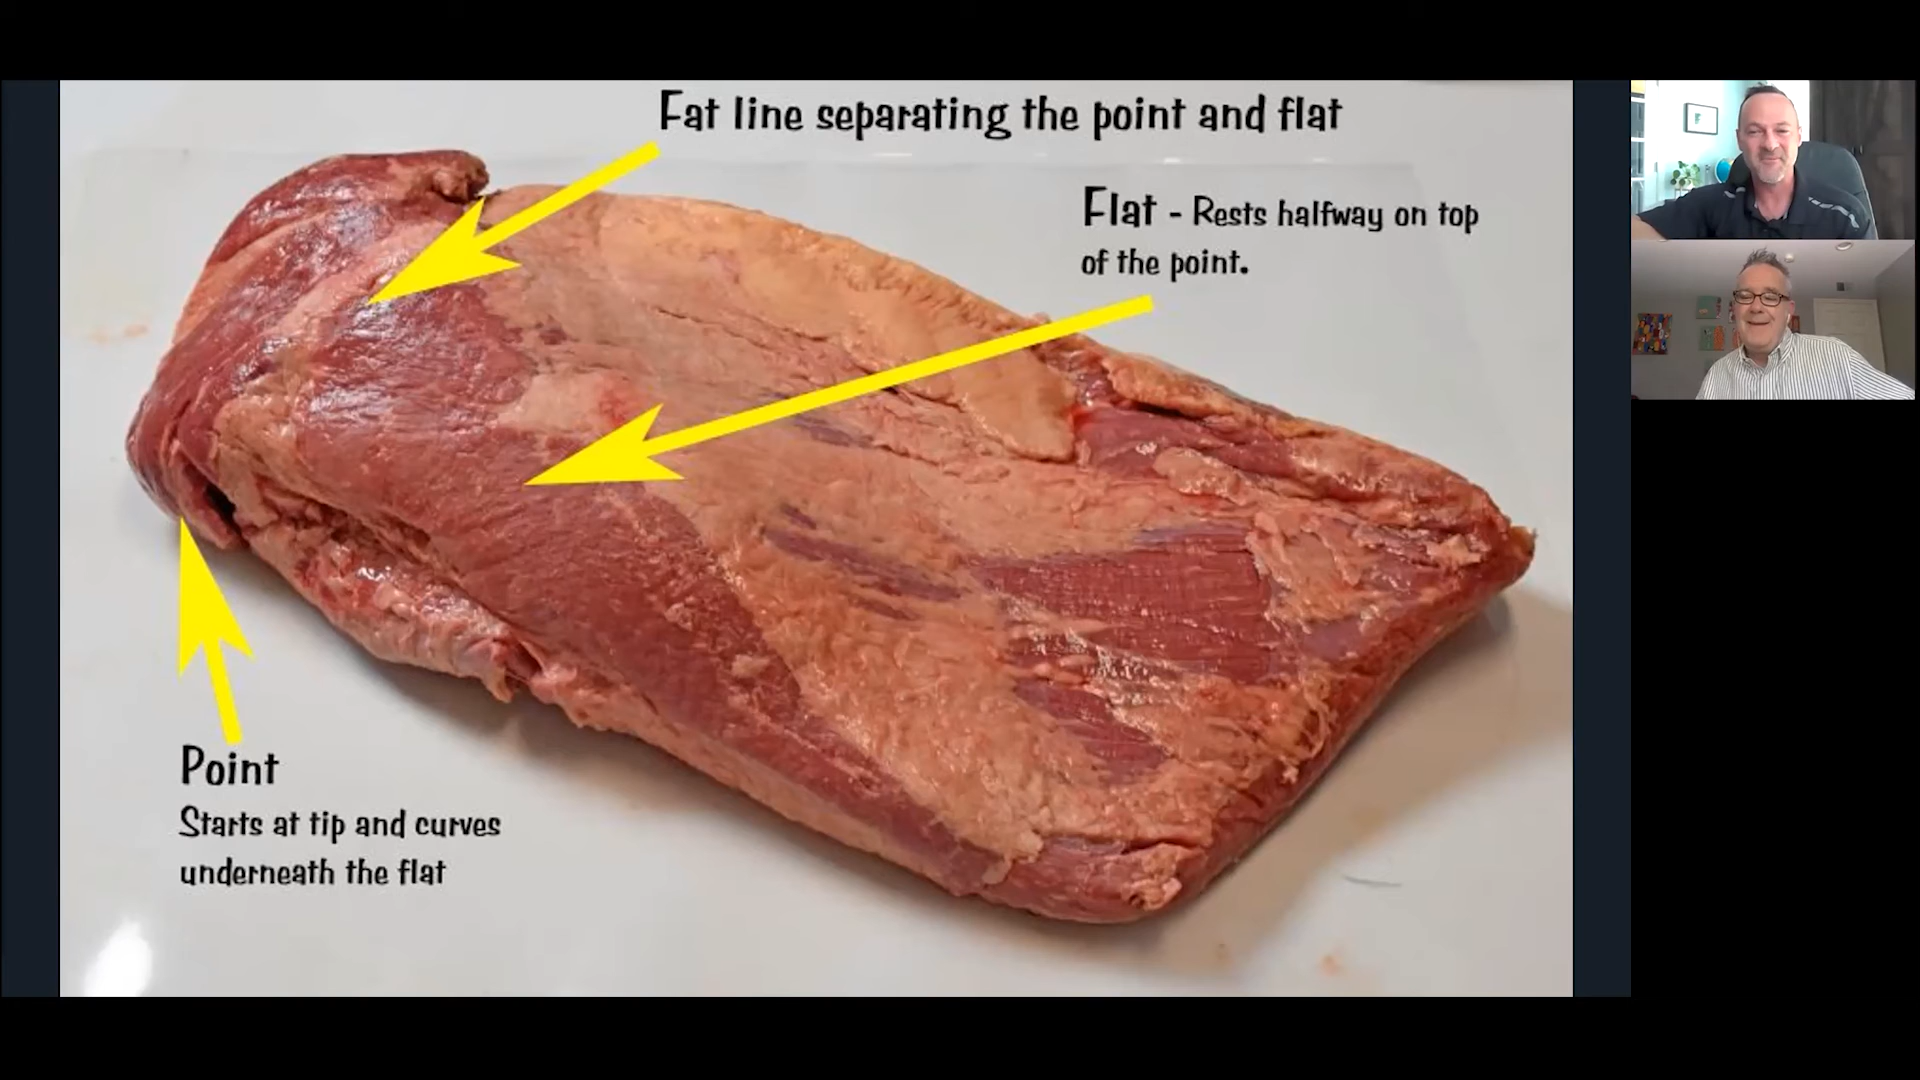 Fat line separating the point and flat
Flat - Rests halfway on top
of the point.
Point
Starts at tip and curves
underneath the flat